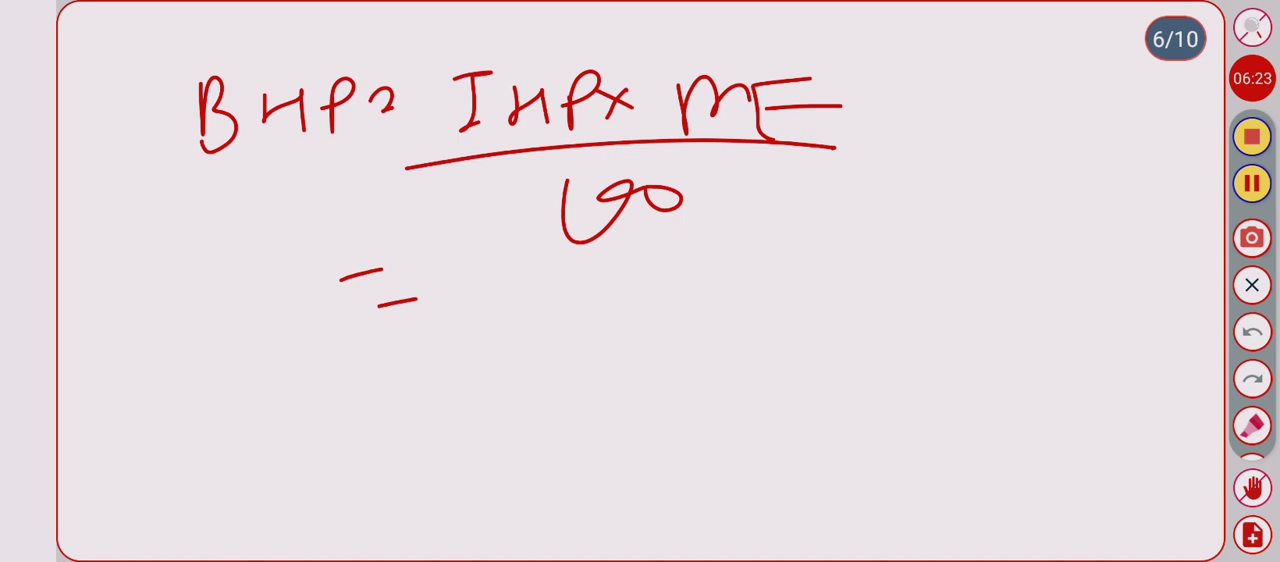 6/10
06:23
BHP = IHP × ME
100
=